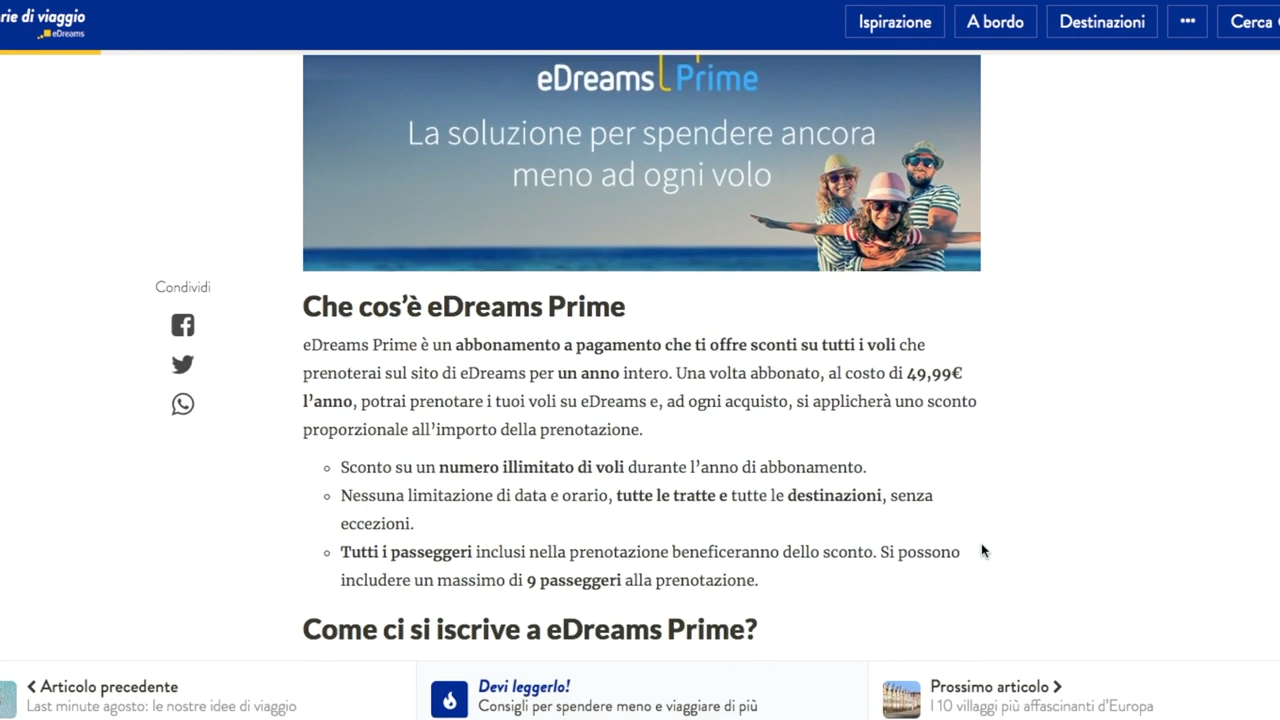 rie di viaggio
eDreams
Ispirazione
A bordo
Destinazioni
•••
Cerca
eDreams Prime
La soluzione per spendere ancora
meno ad ogni volo
Condividi
Che cos’è eDreams Prime
eDreams Prime è un abbonamento a pagamento che ti offre sconti su tutti i voli che
prenoterai sul sito di eDreams per un anno intero. Una volta abbonato, al costo di 49,99€
l’anno, potrai prenotare i tuoi voli su eDreams e, ad ogni acquisto, si applicherà uno sconto
proporzionale all’importo della prenotazione.
Sconto su un numero illimitato di voli durante l’anno di abbonamento.
Nessuna limitazione di data e orario, tutte le tratte e tutte le destinazioni, senza
eccezioni.
Tutti i passeggeri inclusi nella prenotazione beneficeranno dello sconto. Si possono
includere un massimo di 9 passeggeri alla prenotazione.
Come ci si iscrive a eDreams Prime?
Articolo precedente
Last minute agosto: le nostre idee di viaggio
Devi leggerlo!
Consigli per spendere meno e viaggiare di più
Prossimo articolo
I 10 villaggi più affascinanti d’Europa